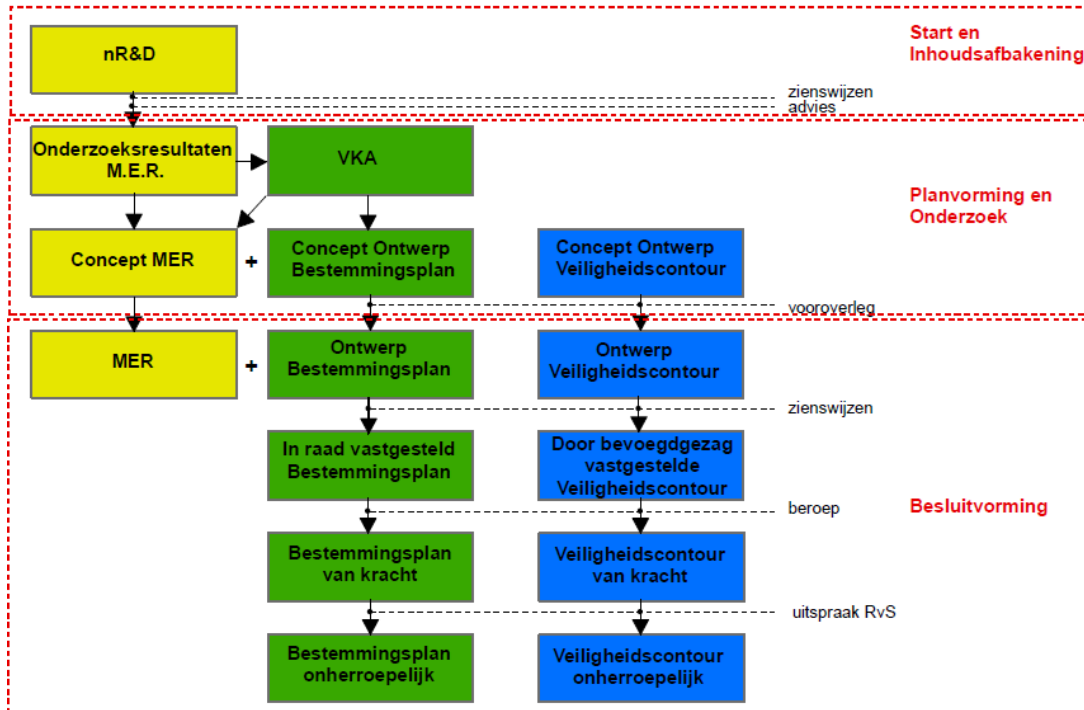 nR&D
Start en
Inhoudsafbakening
zienswijzen
advies
Onderzoeksresultaten
M.E.R.
VKA
Planvorming en
Onderzoek
Concept MER
+
Concept Ontwerp
Bestemmingsplan
Concept Ontwerp
Veiligheidscontour
vooroverleg
MER
+
Ontwerp
Bestemmingsplan
Ontwerp
Veiligheidscontour
zienswijzen
In raad vastgesteld
Bestemmingsplan
Door bevoegdgezag
vastgestelde
Veiligheidscontour
beroep
Besluitvorming
Bestemmingsplan
van kracht
Veiligheidscontour
van kracht
uitspraak RvS
Bestemmingsplan
onherroepelijk
Veiligheidscontour
onherroepelijk